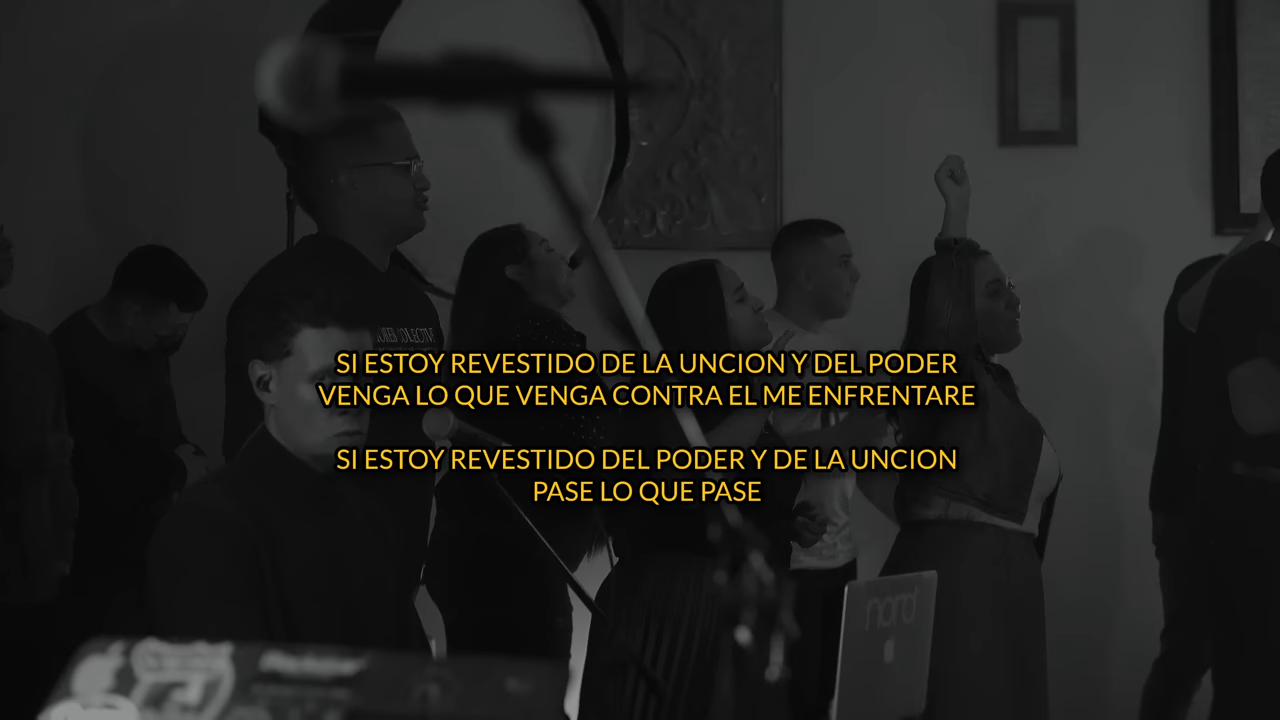 SI ESTOY REVESTIDO DE LA UNCION Y DEL PODER
VENGA LO QUE VENGA CONTRA EL ME ENFRENTARE
SI ESTOY REVESTIDO DEL PODER Y DE LA UNCION
PASE LO QUE PASE
nord